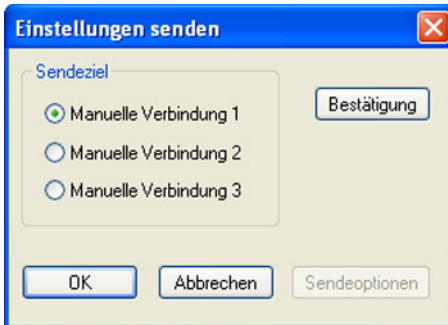 Einstellungen senden
Sendeziel
Manuelle Verbindung 1
Bestätigung
Manuelle Verbindung 2
Manuelle Verbindung 3
OK
Abbrechen
Sendeoptionen